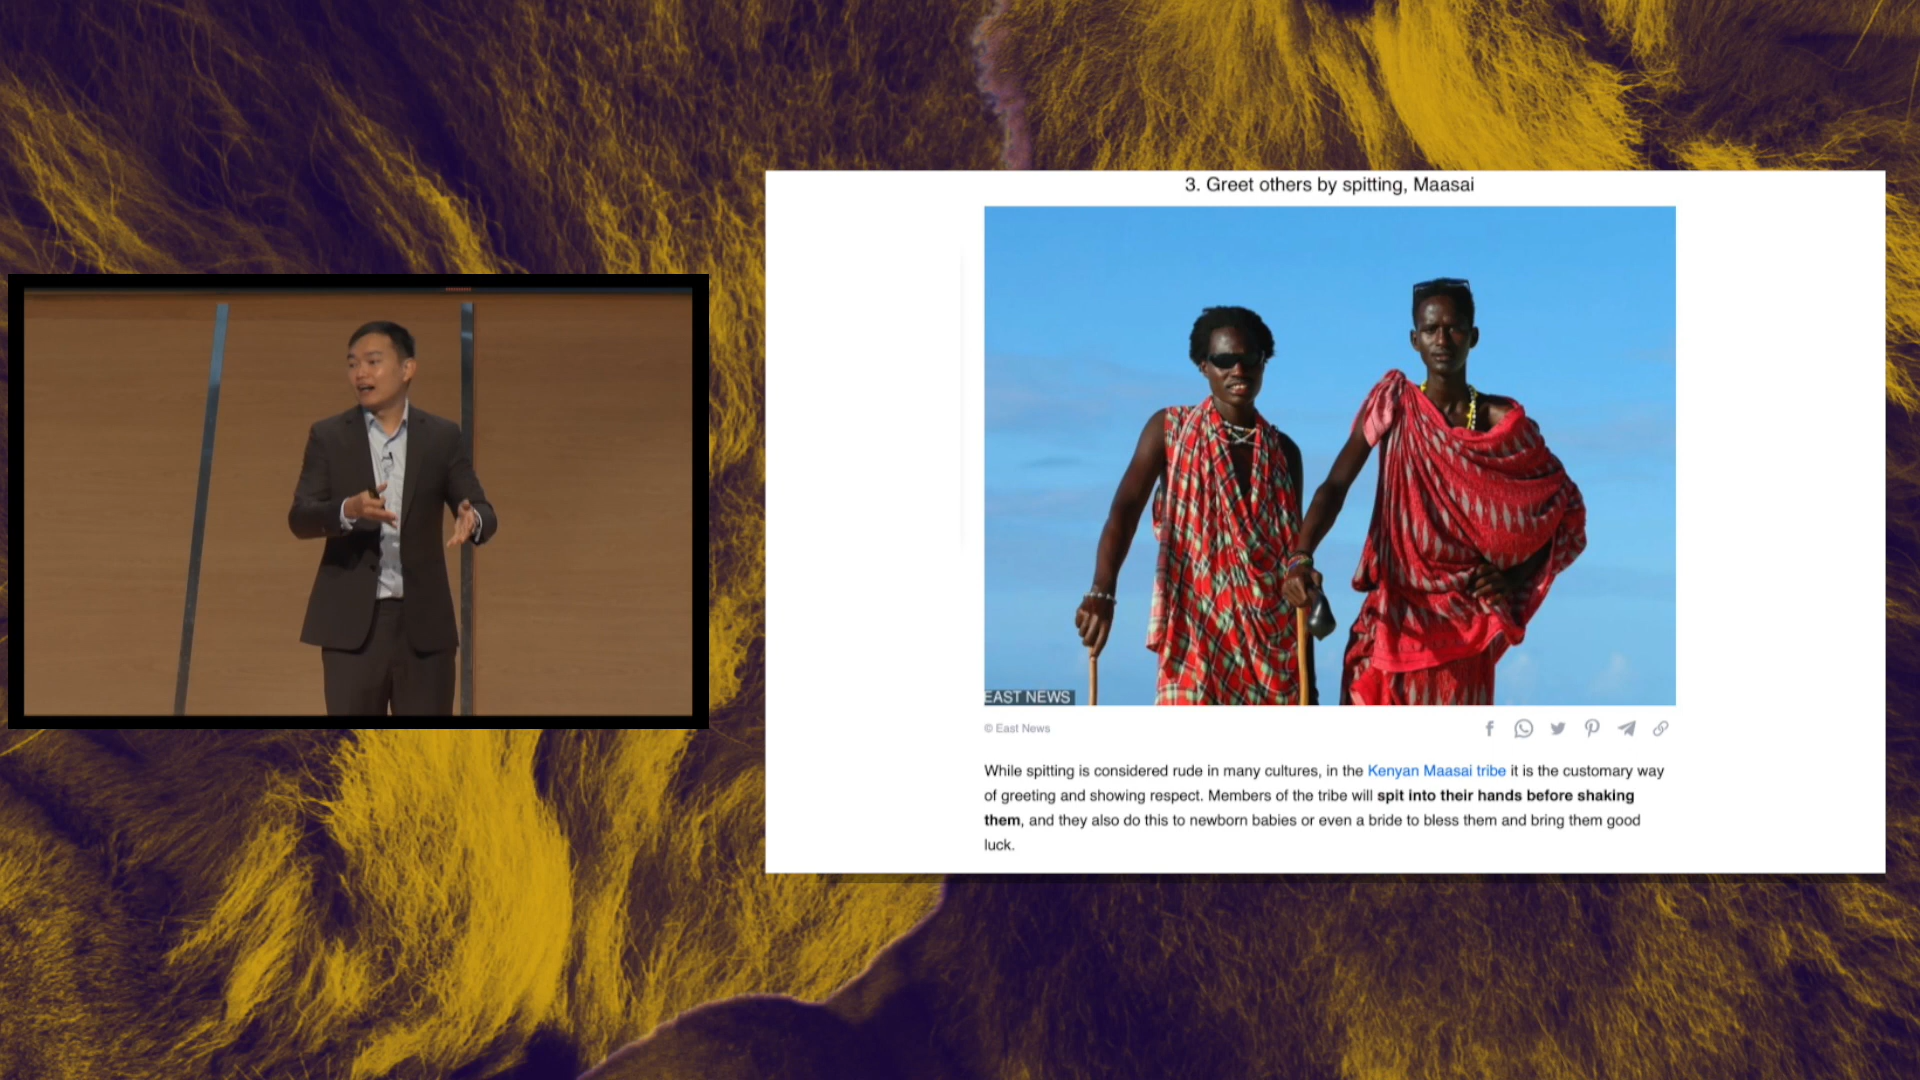 3. Greet others by spitting, Maasai
EAST NEWS
© East News
While spitting is considered rude in many cultures, in the Kenyan Maasai tribe it is the customary way
of greeting and showing respect. Members of the tribe will spit into their hands before shaking
them, and they also do this to newborn babies or even a bride to bless them and bring them good
luck.